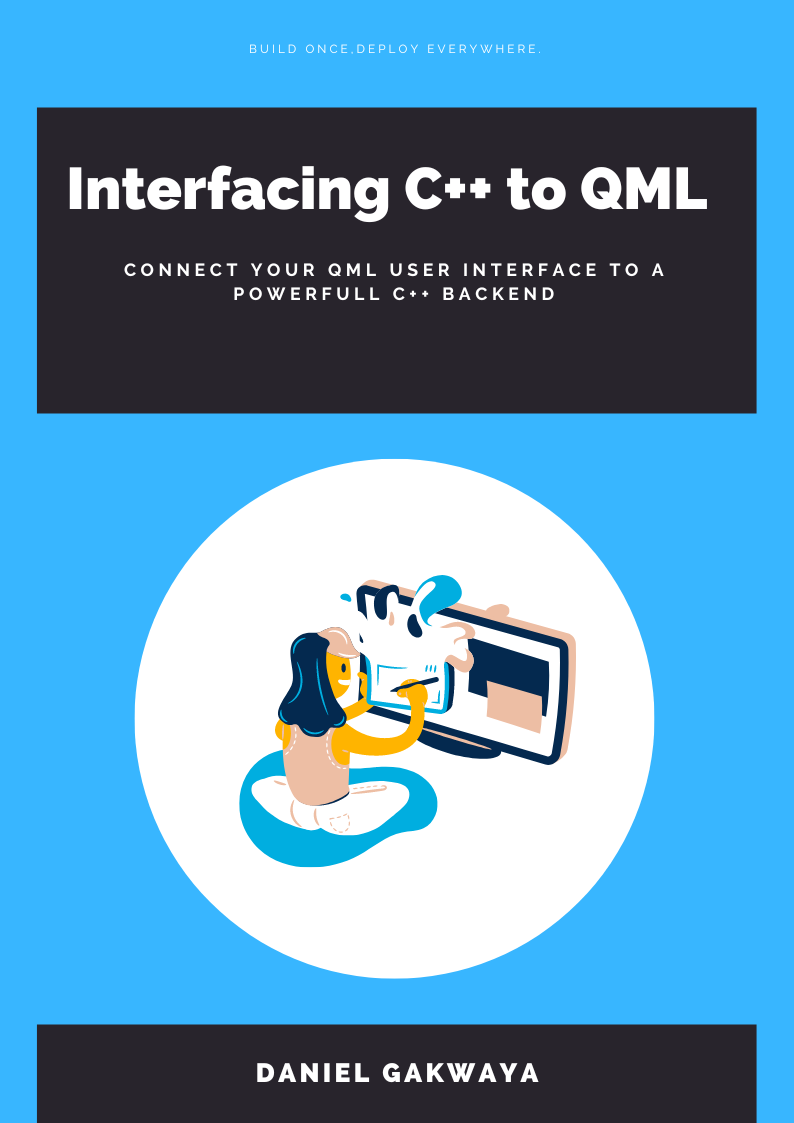 BUILD ONCE,DEPLOY EVERYWHERE.
Interfacing C++ to QML
CONNECT YOUR QML USER INTERFACE TO A
POWERFULL C++ BACKEND
DANIEL GAKWAYA